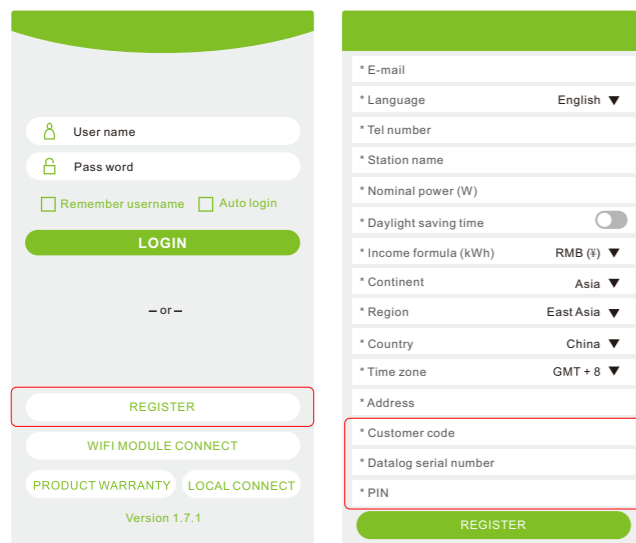 User name
Pass word
Remember username Auto login
LOGIN
– or –
REGISTER
WIFI MODULE CONNECT
PRODUCT WARRANTY LOCAL CONNECT
Version 1.7.1
* E-mail
* Language English ▼
* Tel number
* Station name
* Nominal power (W)
* Daylight saving time
* Income formula (kWh) RMB (¥) ▼
* Continent Asia ▼
* Region East Asia ▼
* Country China ▼
* Time zone GMT + 8 ▼
* Address
* Customer code
* Datalog serial number
* PIN
REGISTER